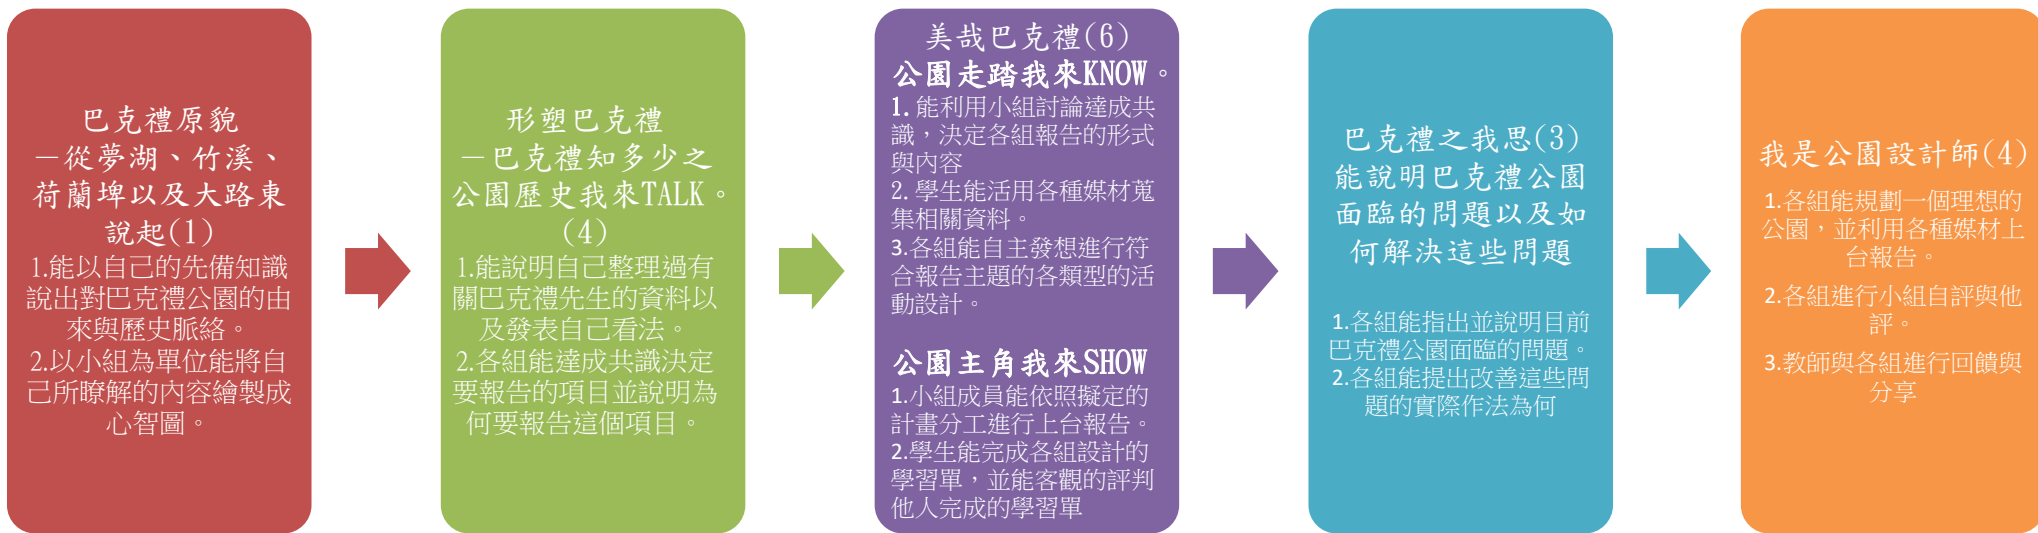 巴克禮原貌
－從夢湖、竹溪、
荷蘭埤以及大路東
說起(1)
1.能以自己的先備知識
說出對巴克禮公園的由
來與歷史脈絡。
2.以小組為單位能將自
己所瞭解的內容繪製成
心智圖。
形塑巴克禮
－巴克禮知多少之
公園歷史我來TALK。
(4)
1.能說明自己整理過有
關巴克禮先生的資料以
及發表自己看法。
2.各組能達成共識決定
要報告的項目並說明為
何要報告這個項目。
美哉巴克禮(6)
公園走踏我來KNOW。
1.能利用小組討論達成共
識，決定各組報告的形式
與內容
2.學生能活用各種媒材蒐
集相關資料。
3.各組能自主發想進行符
合報告主題的各類型的活
動設計。
公園主角我來SHOW
1.小組成員能依照擬定的
計畫分工進行上台報告。
2.學生能完成各組設計的
學習單，並能客觀的評判
他人完成的學習單
巴克禮之我思(3)
能說明巴克禮公園
面臨的問題以及如
何解決這些問題
1.各組能指出並說明目前
巴克禮公園面臨的問題。
2.各組能提出改善這些問
題的實際作法為何
我是公園設計師(4)
1.各組能規劃一個理想的
公園，並利用各種媒材上
台報告。
2.各組進行小組自評與他
評。
3.教師與各組進行回饋與
分享